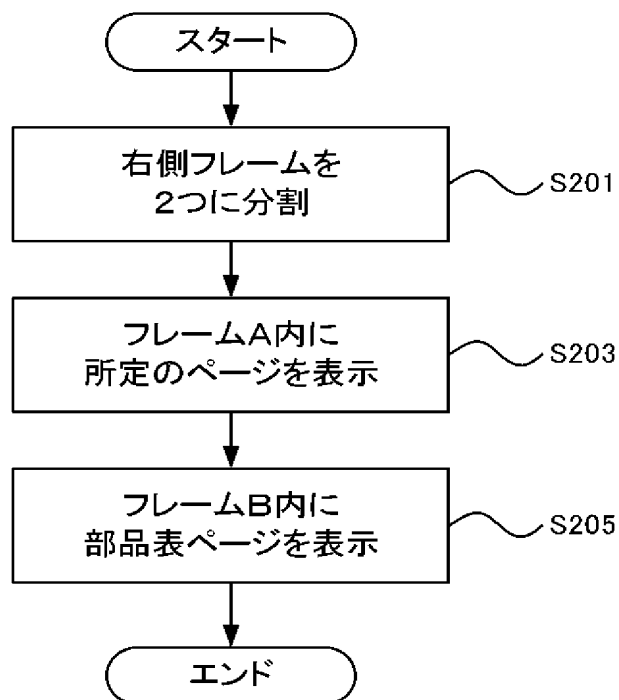 スタート
右側フレームを
２つに分割
S201
フレームＡ内に
所定のページを表示
S203
フレームＢ内に
部品表ページを表示
S205
エンド